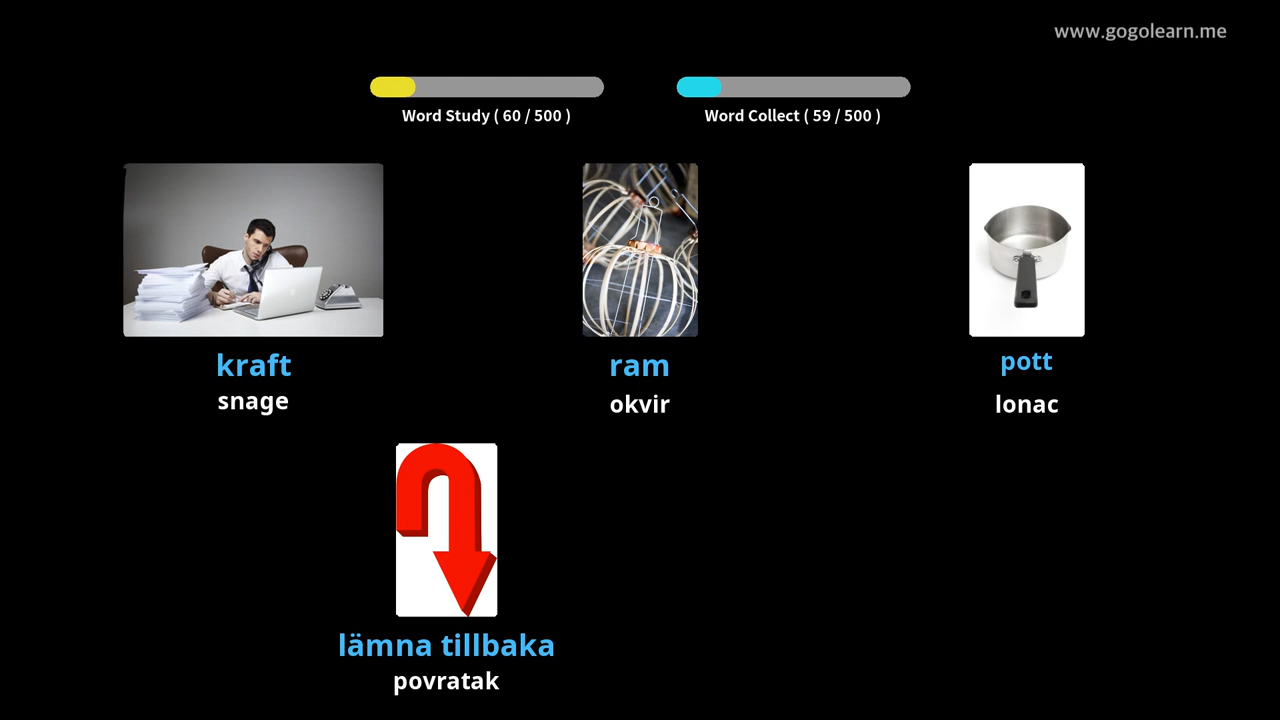 www.gogolearn.me
Word Study ( 60 / 500 )
Word Collect ( 59 / 500 )
kraft
snage
ram
okvir
pott
lonac
lämna tillbaka
povratak